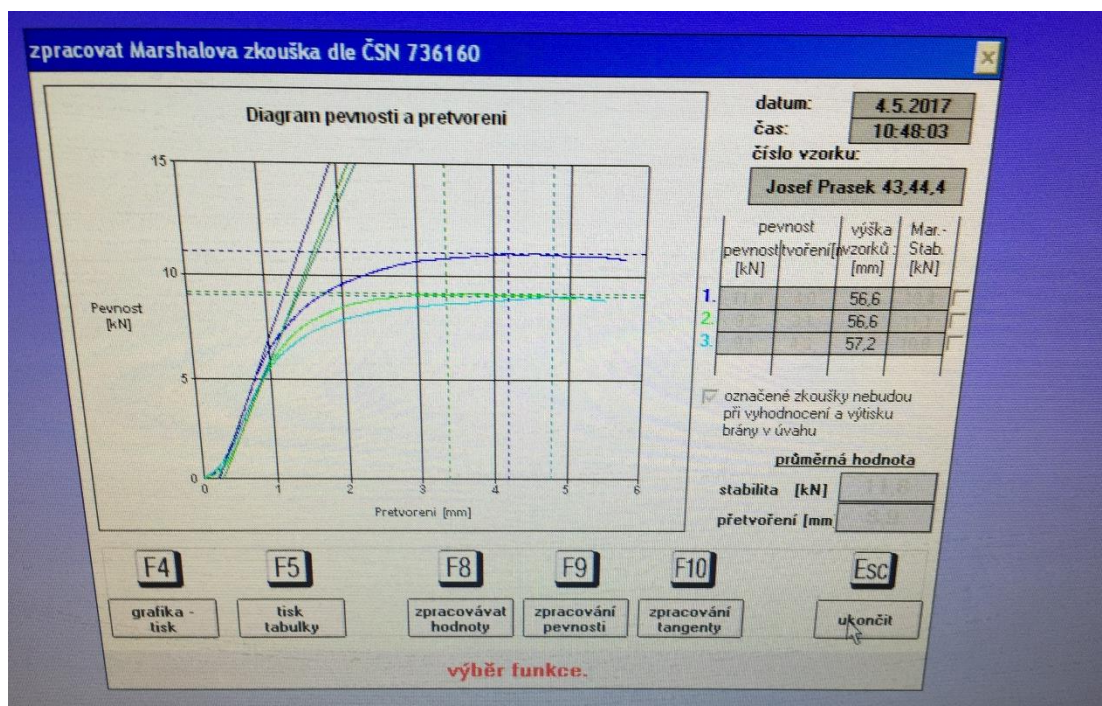 zpracovat Marshalova zkouška dle ČSN 736160
Diagram pevnosti a pretvoreni
15
10
5
0
Pevnost
[kN]
0 1 2 3 4 5 6
Pretvoreni [mm]
datum: 4.5.2017
čas: 10:48:03
číslo vzorku:
Josef Prasek 43,44,4
pevnost výška Mar.-
pevnost tvoření[m vzorků : Stab.
[kN] [mm] [kN]
1. 56,6
2. 56,6
3. 57,2
označené zkoušky nebudou
při vyhodnocení a výtisku
brány v úvahu
průměrná hodnota
stabilita [kN]
přetvoření [mm
F4 F5 F8 F9 F10 Esc
grafika - tisk zpracovávat zpracování zpracování ukončit
tisk tabulky hodnoty pevnosti tangenty
výběr funkce.